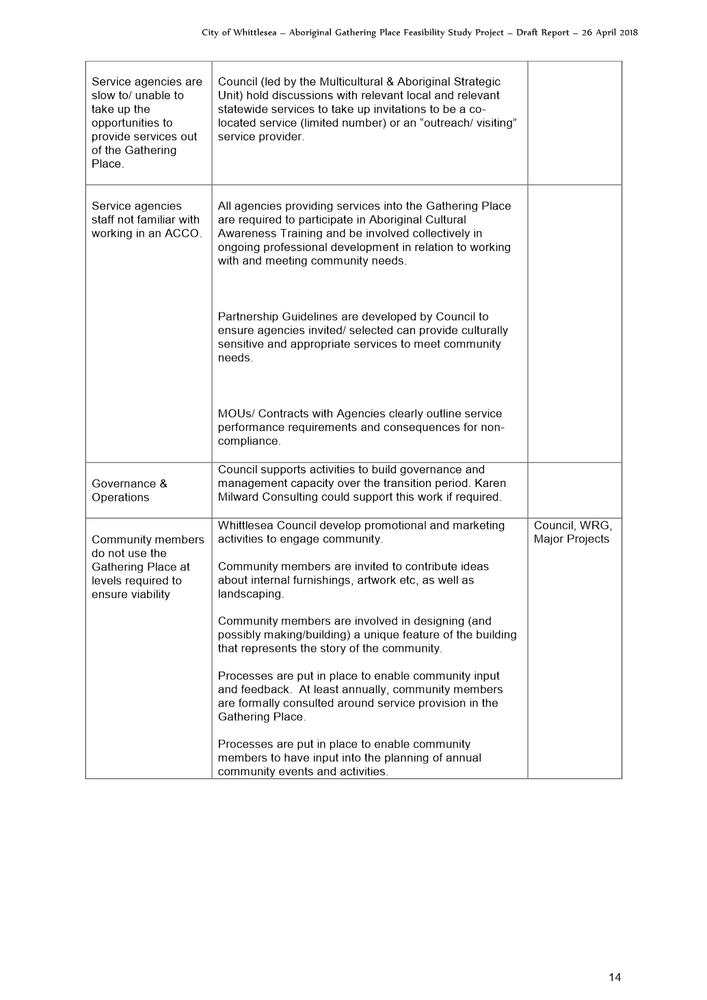 City of Whittlesea – Aboriginal Gathering Place Feasibility Study Project – Draft Report – 26 April 2018
Service agencies are
slow to/ unable to
take up the
opportunities to
provide services out
of the Gathering
Place.
Council (led by the Multicultural & Aboriginal Strategic
Unit) hold discussions with relevant local and relevant
statewide services to take up invitations to be a co-
located service (limited number) or an “outreach/ visiting”
service provider.
Service agencies
staff not familiar with
working in an ACCO.
All agencies providing services into the Gathering Place
are required to participate in Aboriginal Cultural
Awareness Training and be involved collectively in
ongoing professional development in relation to working
with and meeting community needs.
Partnership Guidelines are developed by Council to
ensure agencies invited/ selected can provide culturally
sensitive and appropriate services to meet community
needs.
MOUs/ Contracts with Agencies clearly outline service
performance requirements and consequences for non-
compliance.
Governance &
Operations
Council supports activities to build governance and
management capacity over the transition period. Karen
Milward Consulting could support this work if required.
Community members
do not use the
Gathering Place at
levels required to
ensure viability
Whittlesea Council develop promotional and marketing
activities to engage community.
Community members are invited to contribute ideas
about internal furnishings, artwork etc, as well as
landscaping.
Community members are involved in designing (and
possibly making/building) a unique feature of the building
that represents the story of the community.
Processes are put in place to enable community input
and feedback.  At least annually, community members
are formally consulted around service provision in the
Gathering Place.
Processes are put in place to enable community
members to have input into the planning of annual
community events and activities.
Council, WRG,
Major Projects
14